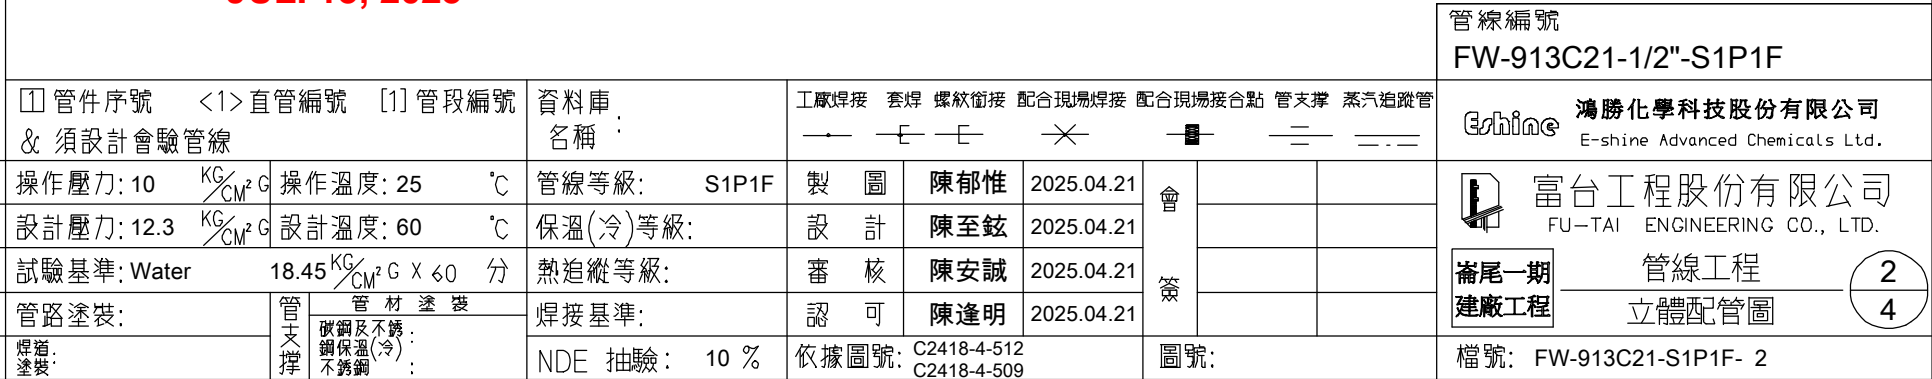 管線編號
FW-913C21-1/2"-S1P1F
1 管件序號 <1>直管編號 [1]管段編號
& 須設計會驗管線
資料庫名稱:
工廠焊接 套焊 螺紋銜接 配合現場焊接 配合現場接合點 管支撐 蒸汽追蹤管
Eshine 鴻勝化學科技股份有限公司
E-shine Advanced Chemicals Ltd.
操作壓力: 10 KG/CM² G 操作溫度: 25 °C 管線等級: S1P1F 製圖 陳郁惟 2025.04.21 會簽
富台工程股份有限公司
FU-TAI ENGINEERING CO., LTD.
設計壓力: 12.3 KG/CM² G 設計溫度: 60 °C 保溫(冷)等級: 設計 陳至鉉 2025.04.21
試驗基準: Water 18.45 KG/CM² G X 60 分 熱追縱等級: 審核 陳安誠 2025.04.21
崙尾一期
建廠工程
管線工程
立體配管圖
2
4
管路塗裝: 管支撐 管材塗裝 焊接基準: 認可 陳逢明 2025.04.21
碳鋼及不銹:
鋼保溫(冷)
不銹鋼:
焊道:
塗裝:
NDE 抽驗: 10 %
依據圖號: C2418-4-512
C2418-4-509
圖號:
檔號: FW-913C21-S1P1F- 2